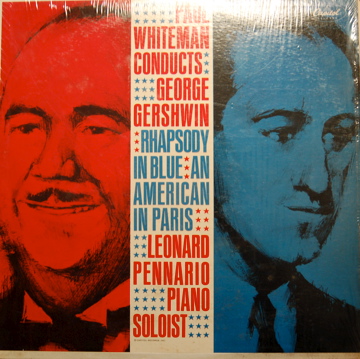 PAUL
WHITEMAN
CONDUCTS
GEORGE
GERSHWIN
RHAPSODY
IN BLUE AN
AMERICAN
IN PARIS
LEONARD
PENNARIO
PIANO
SOLOIST